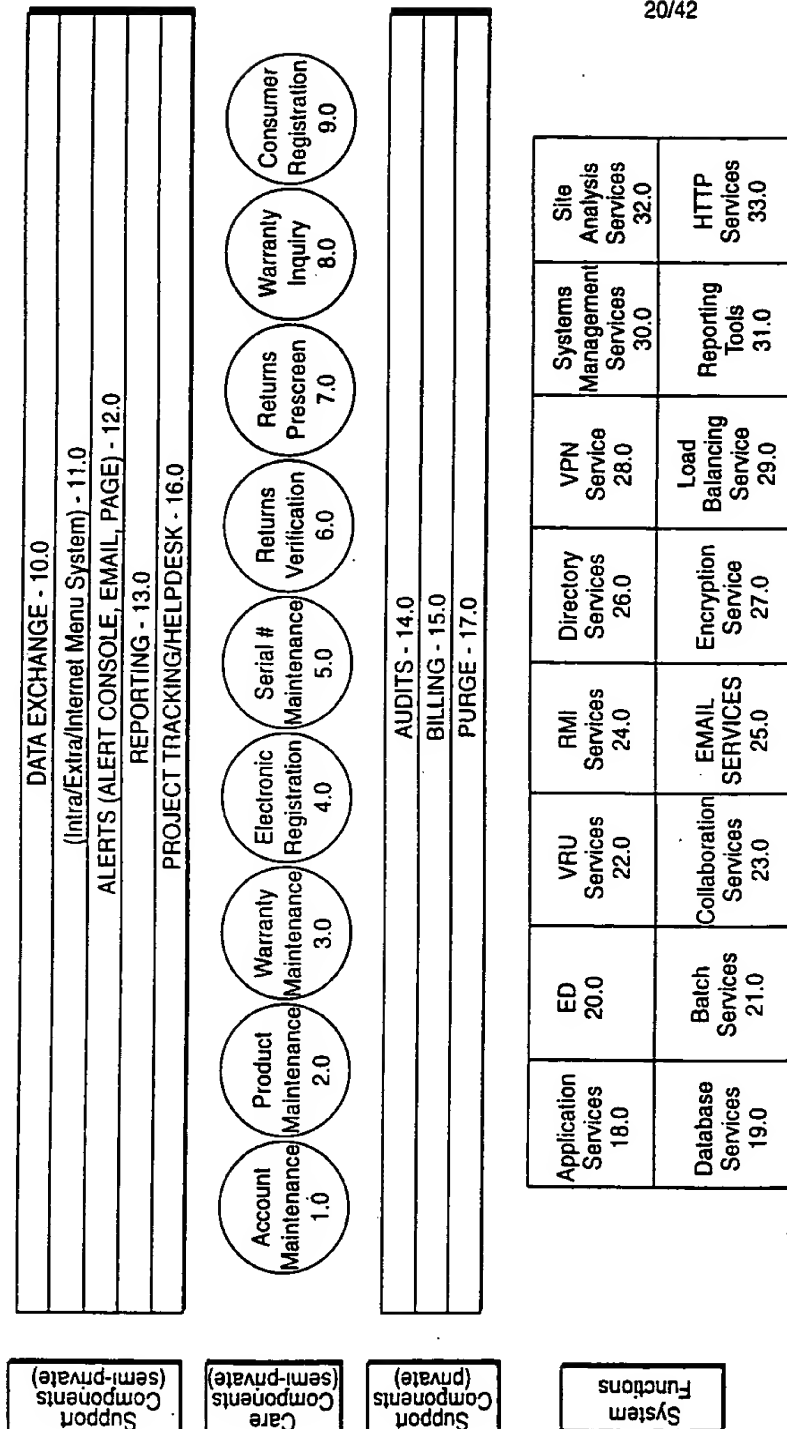 20/42
Support
Components
(semi-private)
DATA EXCHANGE - 10.0
(Intra/Extra/Internet Menu System) - 11.0
ALERTS (ALERT CONSOLE, EMAIL, PAGE) - 12.0
REPORTING - 13.0
PROJECT TRACKING/HELPDESK - 16.0
Care
Components
(semi-private)
Account
Maintenance
1.0
Product
Maintenance
2.0
Warranty
Maintenance
3.0
Electronic
Registration
4.0
Serial #
Maintenance
5.0
Returns
Verification
6.0
Returns
Prescreen
7.0
Warranty
Inquiry
8.0
Consumer
Registration
9.0
Support
Components
(private)
AUDITS - 14.0
BILLING - 15.0
PURGE - 17.0
System
Functions
Application
Services
18.0
ED
20.0
VRU
Services
22.0
RMI
Services
24.0
Directory
Services
26.0
VPN
Service
28.0
Systems
Management
Services
30.0
Site
Analysis
Services
32.0
Database
Services
19.0
Batch
Services
21.0
Collaboration
Services
23.0
EMAIL
SERVICES
25.0
Encryption
Service
27.0
Load
Balancing
Service
29.0
Reporting
Tools
31.0
HTTP
Services
33.0